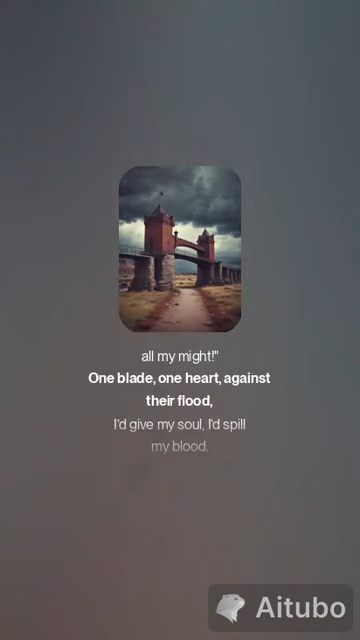 all my might!"
One blade, one heart, against
their flood,
I'd give my soul, I'd spill
my blood,
Aitubo